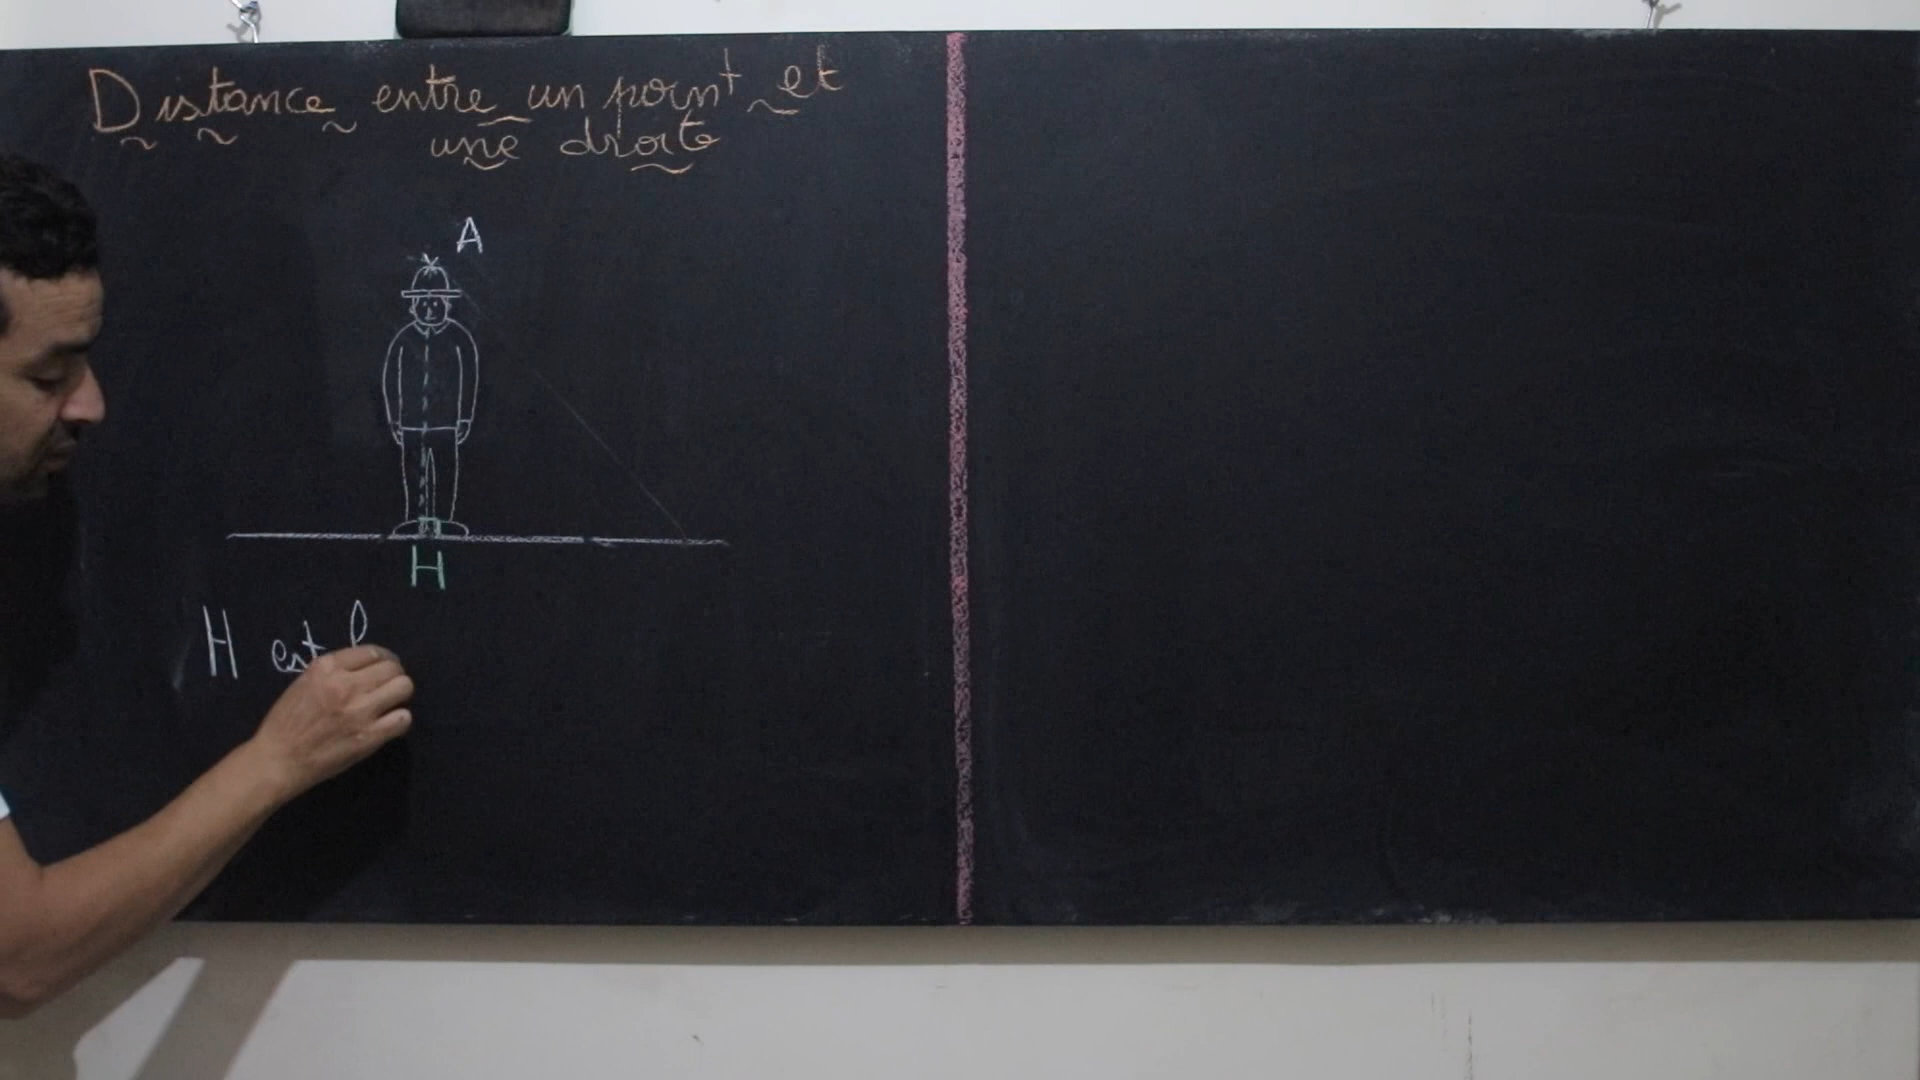 Distance entre un point et
une droite
A
H
H est l